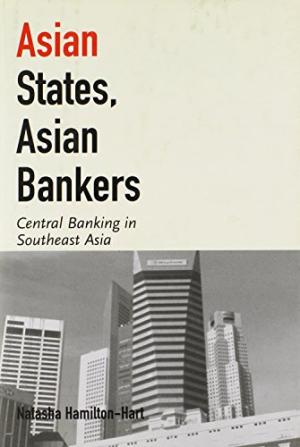 Asian
States,
Asian
Bankers
Central Banking in
Southeast Asia
Natasha Hamilton-Hart